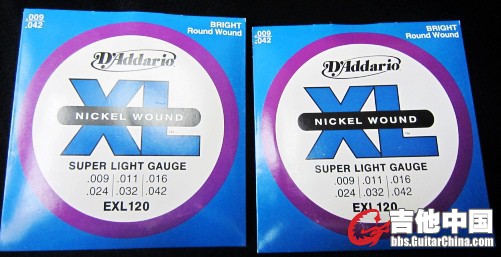 .009
.042
BRIGHT
Round Wound
D'Addario
XL
NICKEL WOUND
SUPER LIGHT GAUGE
.009 .011 .016
.024 .032 .042
EXL120
.009
.042
BRIGHT
Round Wound
D'Addario
XL
NICKEL WOUND
SUPER LIGHT GAUGE
.009 .011 .016
.024 .032 .042
EXL120
吉他中国
bbs.GuitarChina.com